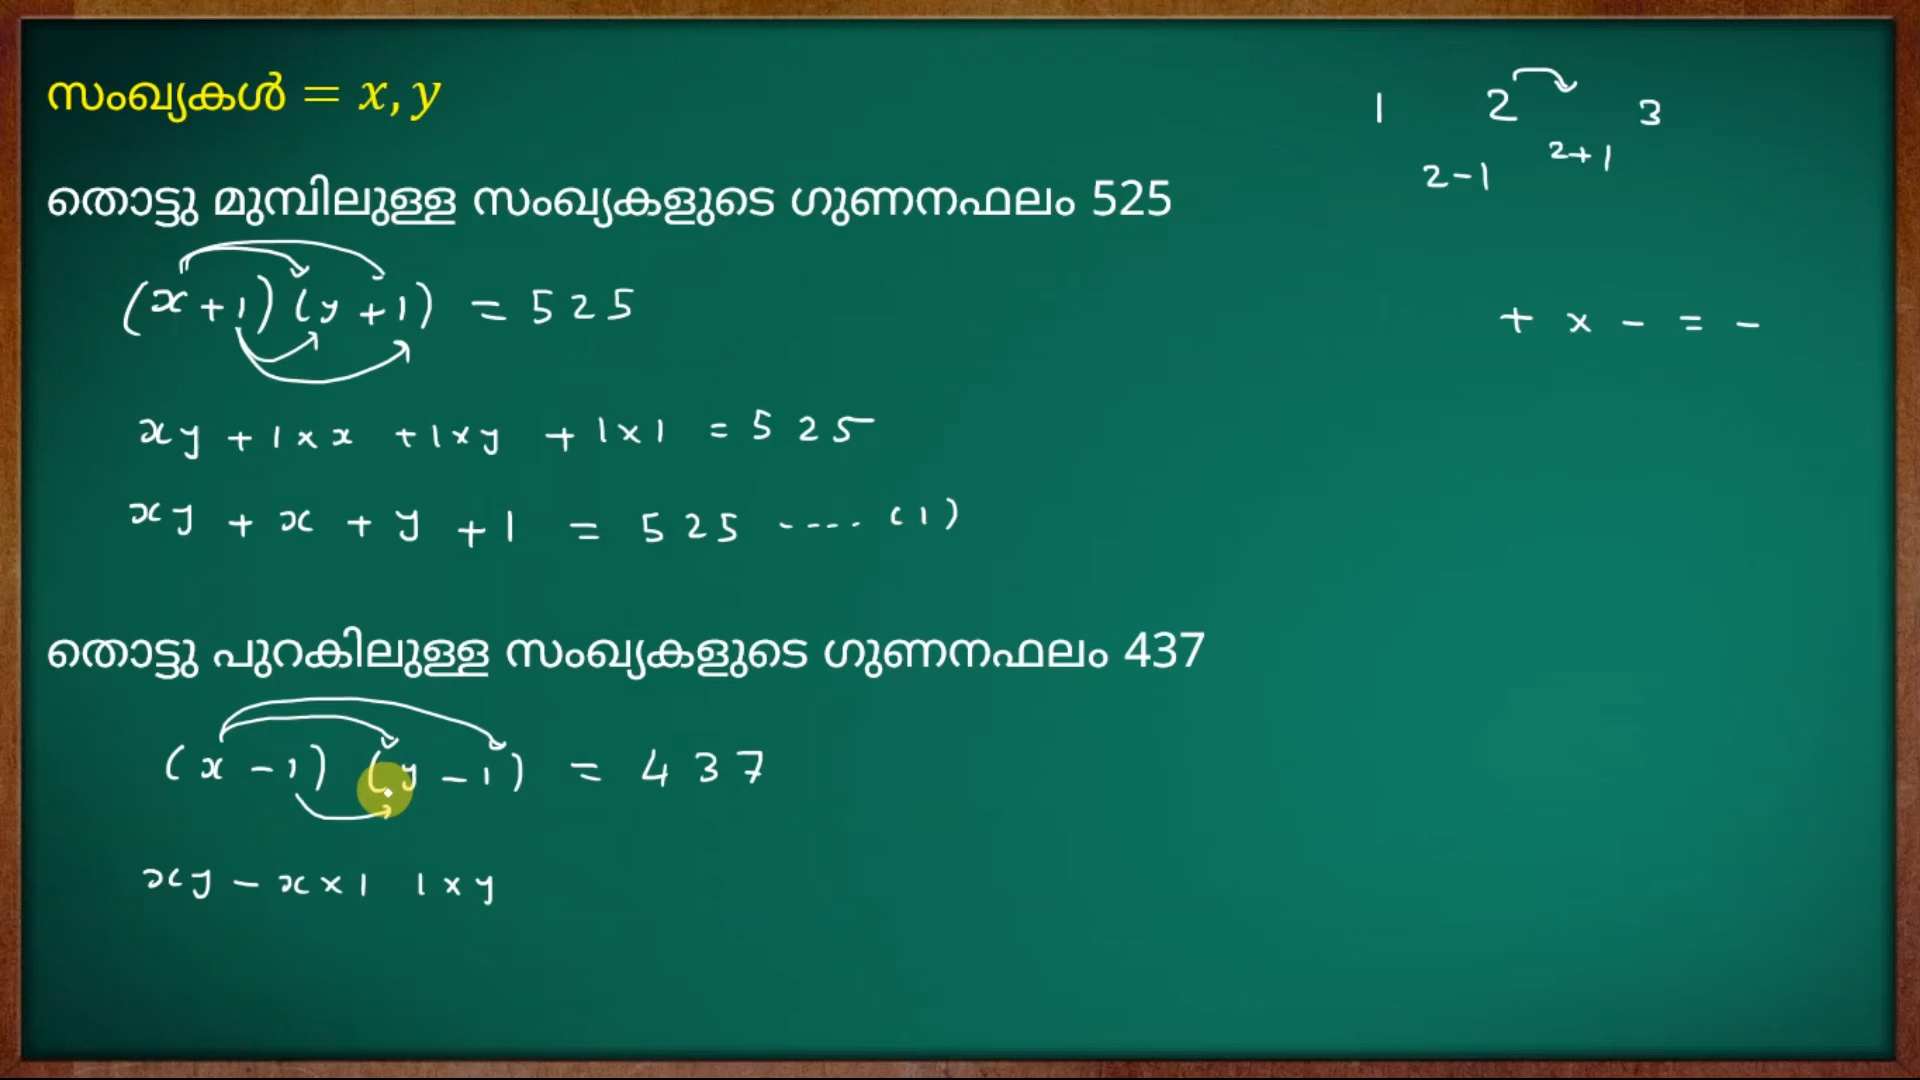 സംഖ്യകൾ = x, y
1 2 3
2-1 2+1
തൊട്ടു മുമ്പിലുള്ള സംഖ്യകളുടെ ഗുണനഫലം 525
(x+1)(y+1) = 525
+ x - = -
xy + 1 x x + 1 x y + 1 x 1 = 525
xy + x + y + 1 = 525 ---- (1)
തൊട്ടു പുറകിലുള്ള സംഖ്യകളുടെ ഗുണനഫലം 437
(x - 1) (y - 1) = 437
xy - x x 1 1 x y